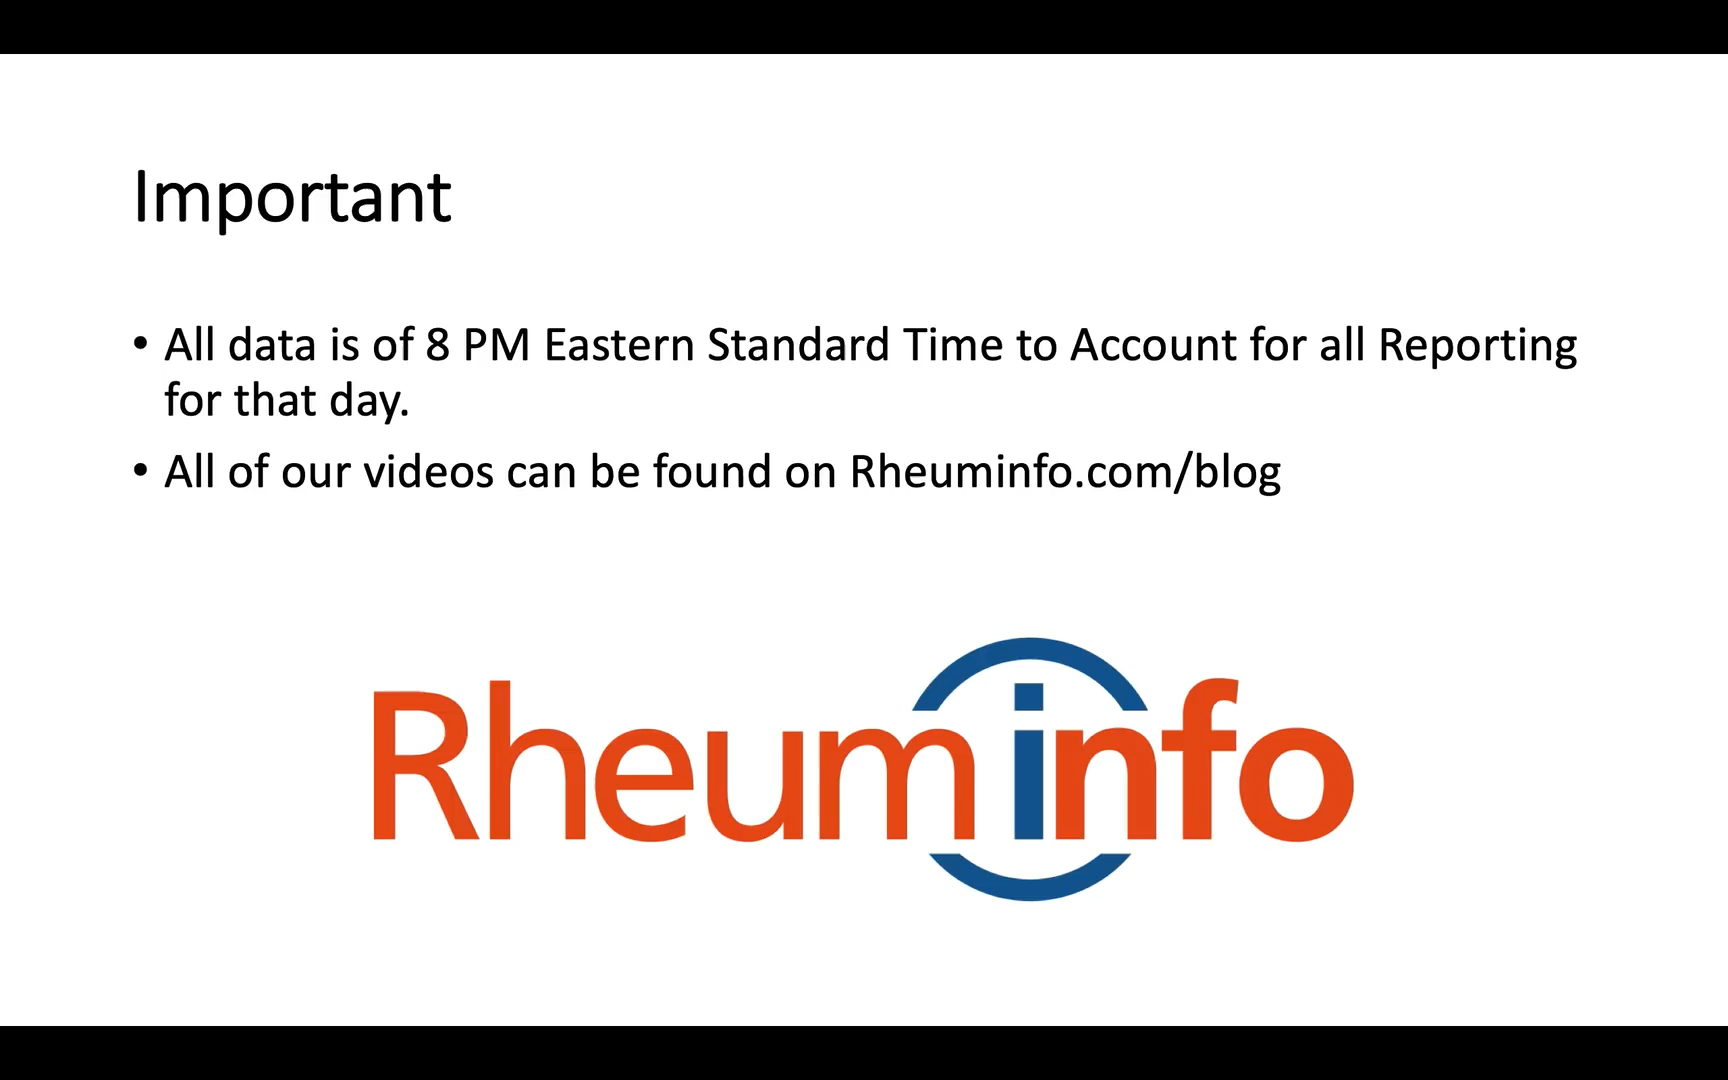 Important
• All data is of 8 PM Eastern Standard Time to Account for all Reporting
for that day.
• All of our videos can be found on Rheuminfo.com/blog
Rheuminfo